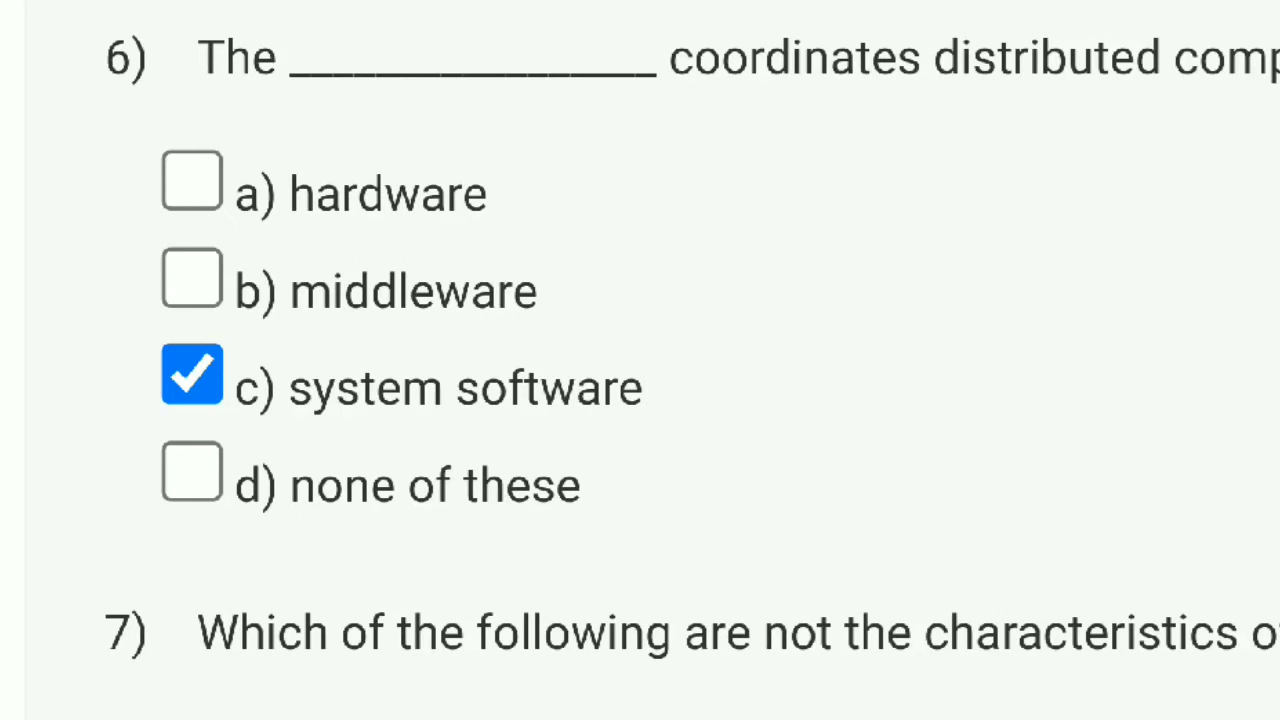 6) The _________________ coordinates distributed comp
a) hardware
b) middleware
c) system software
d) none of these
7) Which of the following are not the characteristics o